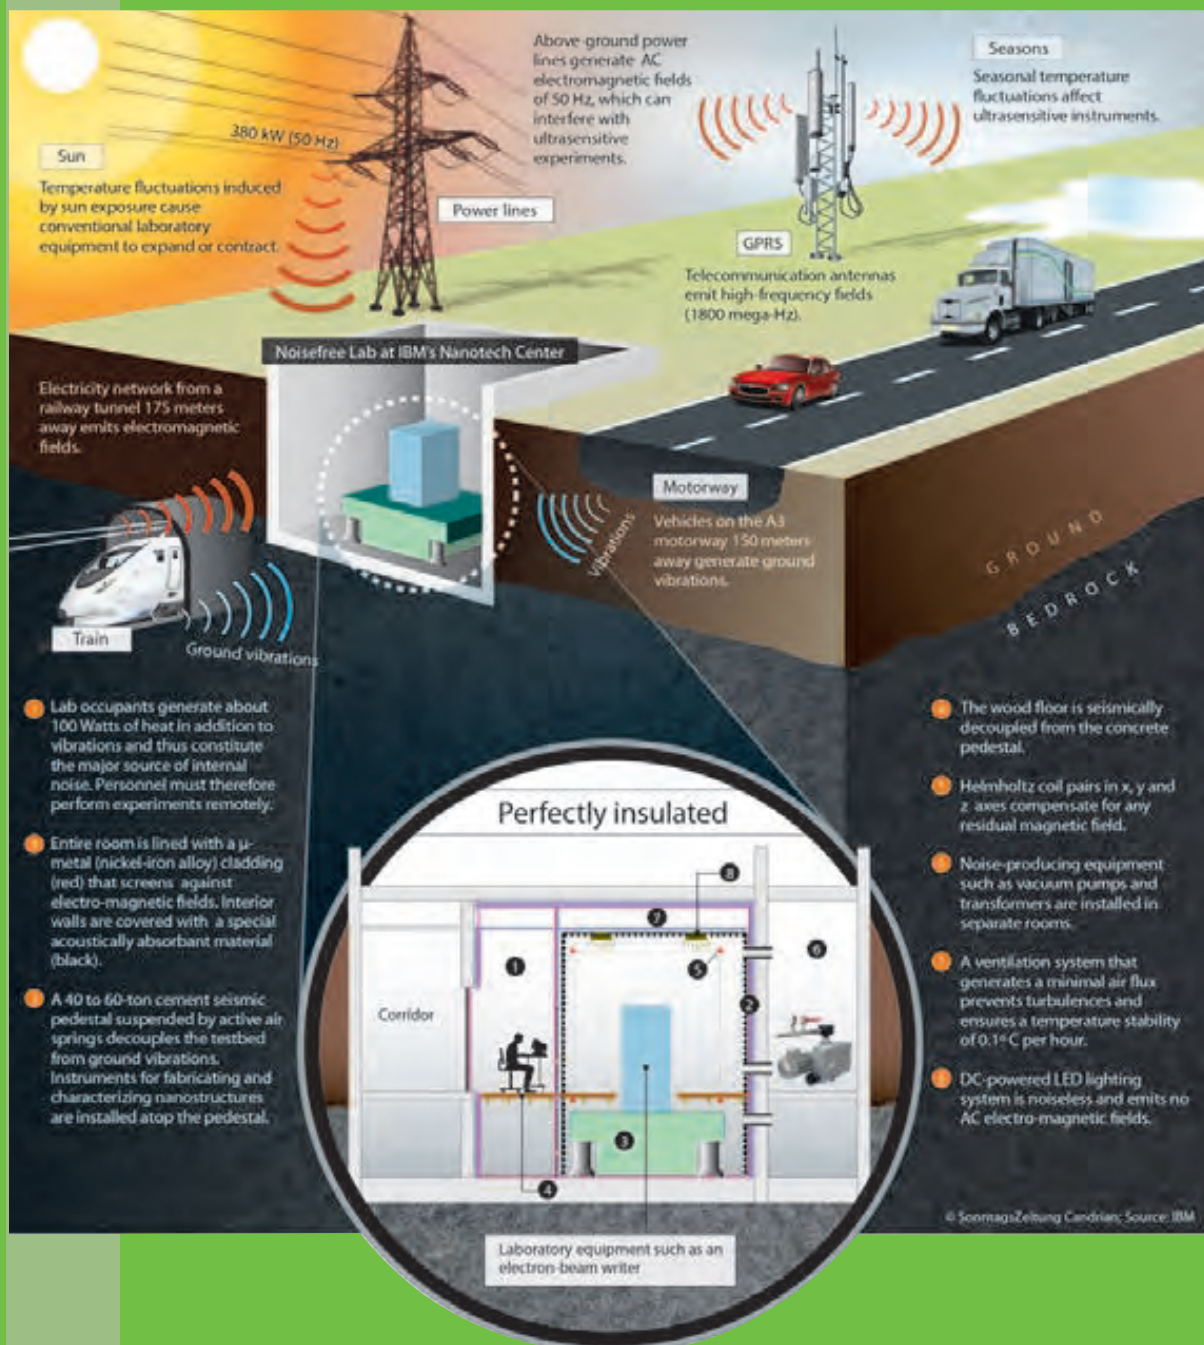 Sun
Temperature fluctuations induced
by sun exposure cause
conventional laboratory
equipment to expand or contract.
380 kW (50 Hz)
Power lines
Above-ground power
lines generate AC
electromagnetic fields
of 50 Hz, which can
interfere with
ultrasensitive
experiments.
Seasons
Seasonal temperature
fluctuations affect
ultrasensitive instruments.
GPRS
Telecommunication antennas
emit high-frequency fields
(1800 mega-Hz).
Noisefree Lab at IBM's Nanotech Center
Electricity network from a
railway tunnel 175 meters
away emits electromagnetic
fields.
Train
Ground vibrations
Vibrations
Motorway
Vehicles on the A3
motorway 150 meters
away generate ground
vibrations.
GROUND
BEDROCK
Lab occupants generate about
100 Watts of heat in addition to
vibrations and thus constitute
the major source of internal
noise. Personnel must therefore
perform experiments remotely.
Entire room is lined with a μ-
metal (nickel-iron alloy) cladding
(red) that screens against
electro-magnetic fields. Interior
walls are covered with a special
acoustically absorbant material
(black).
A 40 to 60-ton cement seismic
pedestal suspended by active air
springs decouples the testbed
from ground vibrations.
Instruments for fabricating and
characterizing nanostructures
are installed atop the pedestal.
The wood floor is seismically
decoupled from the concrete
pedestal.
Helmholtz coil pairs in x, y and
z axes compensate for any
residual magnetic field.
Noise-producing equipment
such as vacuum pumps and
transformers are installed in
separate rooms.
A ventilation system that
generates a minimal air flux
prevents turbulences and
ensures a temperature stability
of 0.1° C per hour.
DC-powered LED lighting
system is noiseless and emits no
AC electro-magnetic fields.
Perfectly insulated
8
7
1
5
6
2
Corridor
3
4
Laboratory equipment such as an
electron-beam writer
© SonntagsZeitung Candrian; Source: IBM